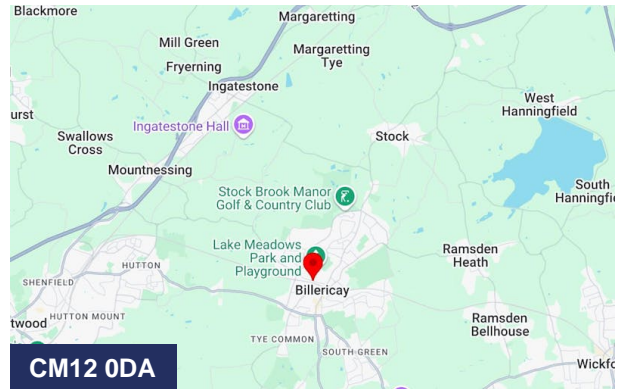 Blackmore
Margaretting
Mill Green
Margaretting
Tye
Fryerning
Ingatestone
West
Hanningfield
urst
Ingatestone Hall
Swallows
Cross
Stock
Mountnessing
Stock Brook Manor
Golf & Country Club
South
Hanningfie
Lake Meadows
Park and
Playground
Ramsden
Heath
HUTTON
SHENFIELD
Billericay
HUTTON MOUNT
twood
Ramsden
Bellhouse
TYE COMMON
SOUTH GREEN
Wickfo
CM12 0DA